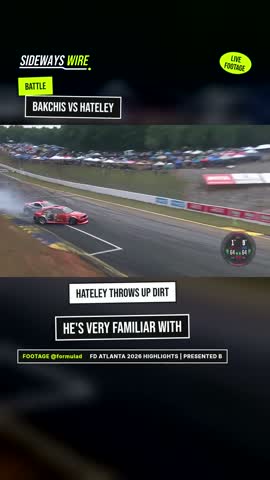 SIDEWAYS WIRE.
LIVE
FOOTAGE
BATTLE
BAKCHIS VS HATELEY
HATELEY THROWS UP DIRT
HE'S VERY FAMILIAR WITH
FOOTAGE @formulad FD ATLANTA 2026 HIGHLIGHTS | PRESENTED B